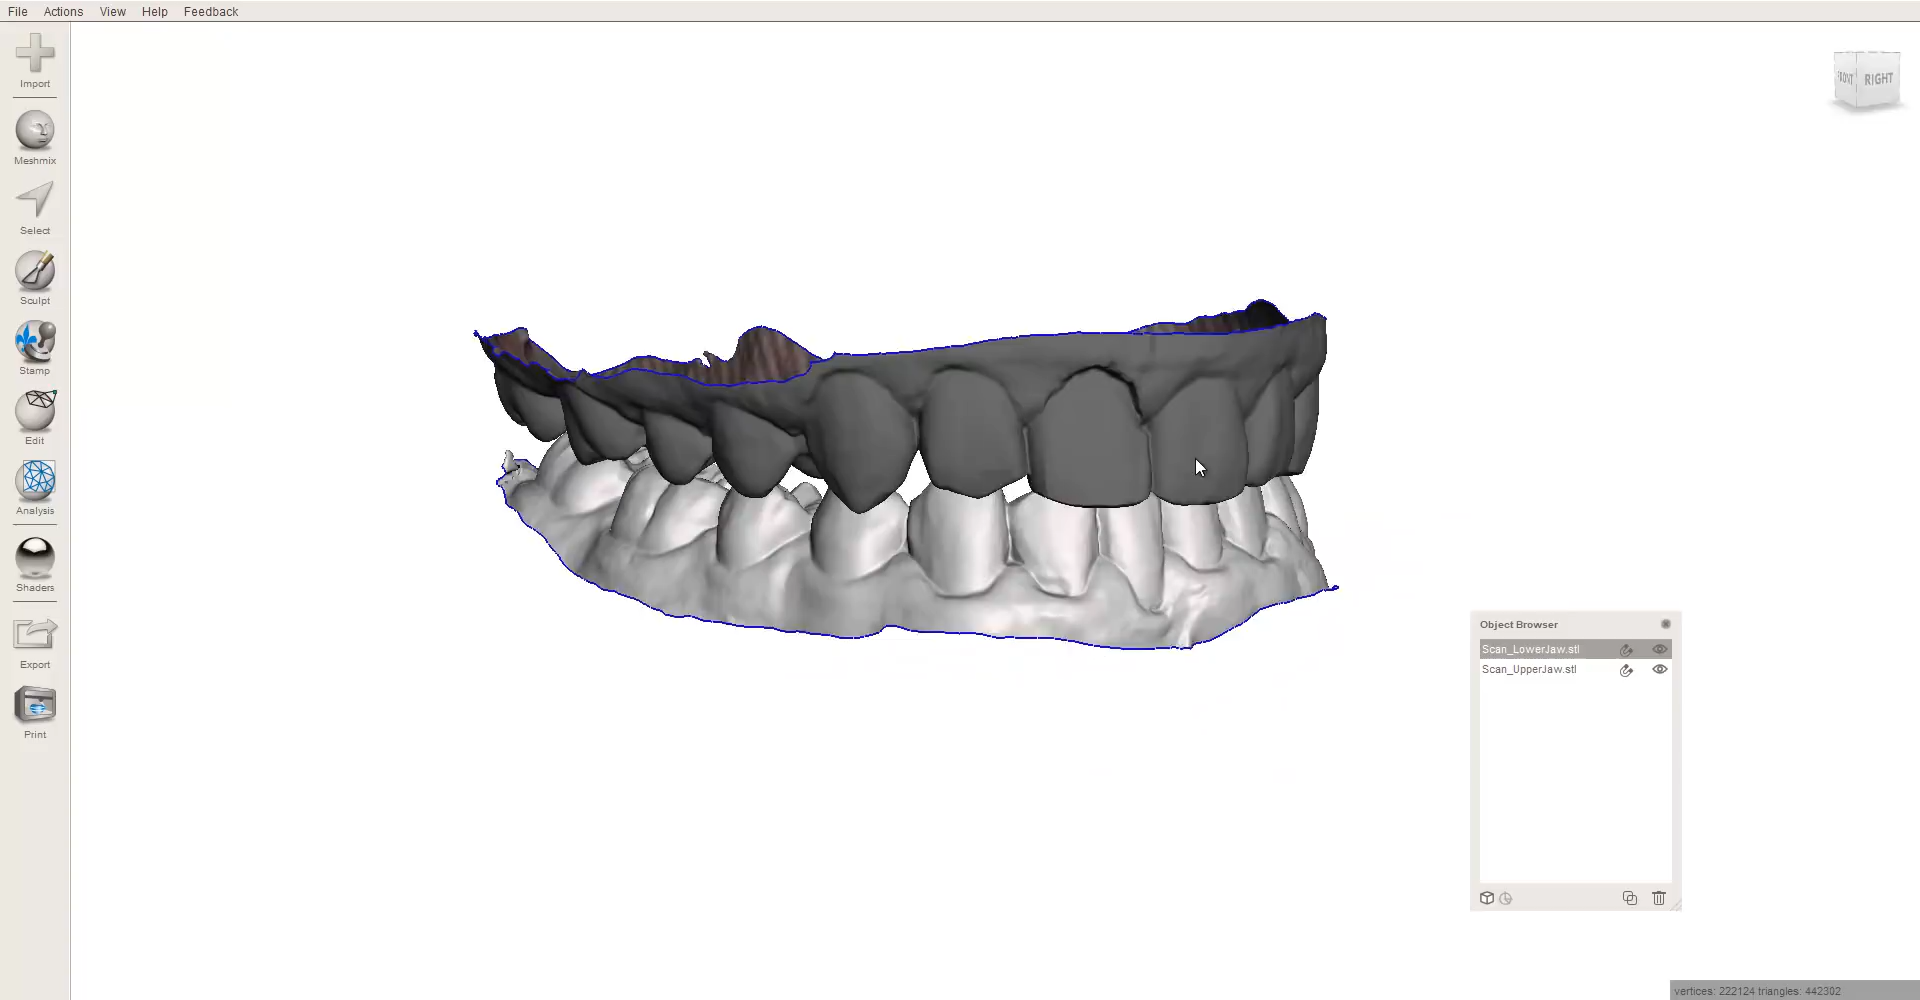 File Actions View Help Feedback
Import
Meshmix
Select
Sculpt
Stamp
Edit
Analysis
Shaders
Export
Print
FRONT RIGHT
Object Browser
Scan_LowerJaw.stl
Scan_UpperJaw.stl
vertices: 222124 triangles: 442302